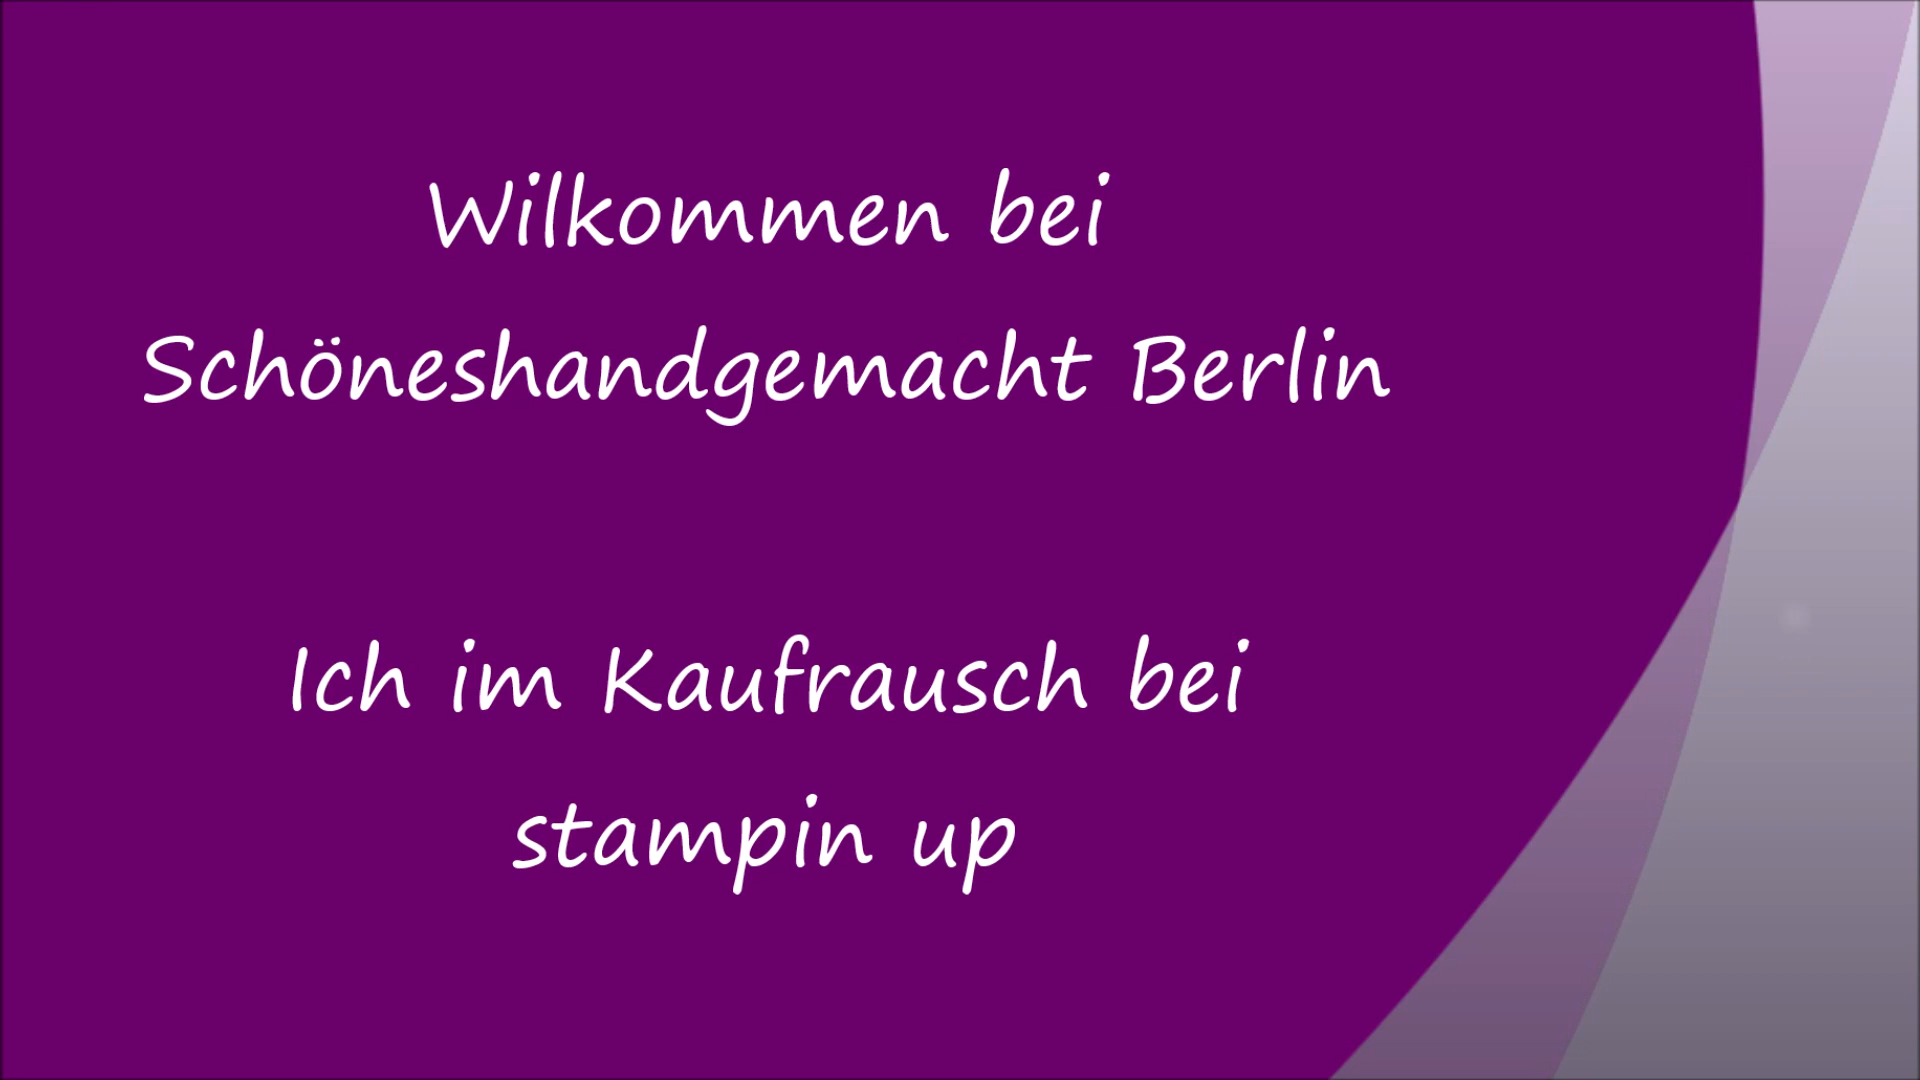 Wilkommen bei
Schöneshandgemacht Berlin
Ich im Kaufrausch bei
stampin up